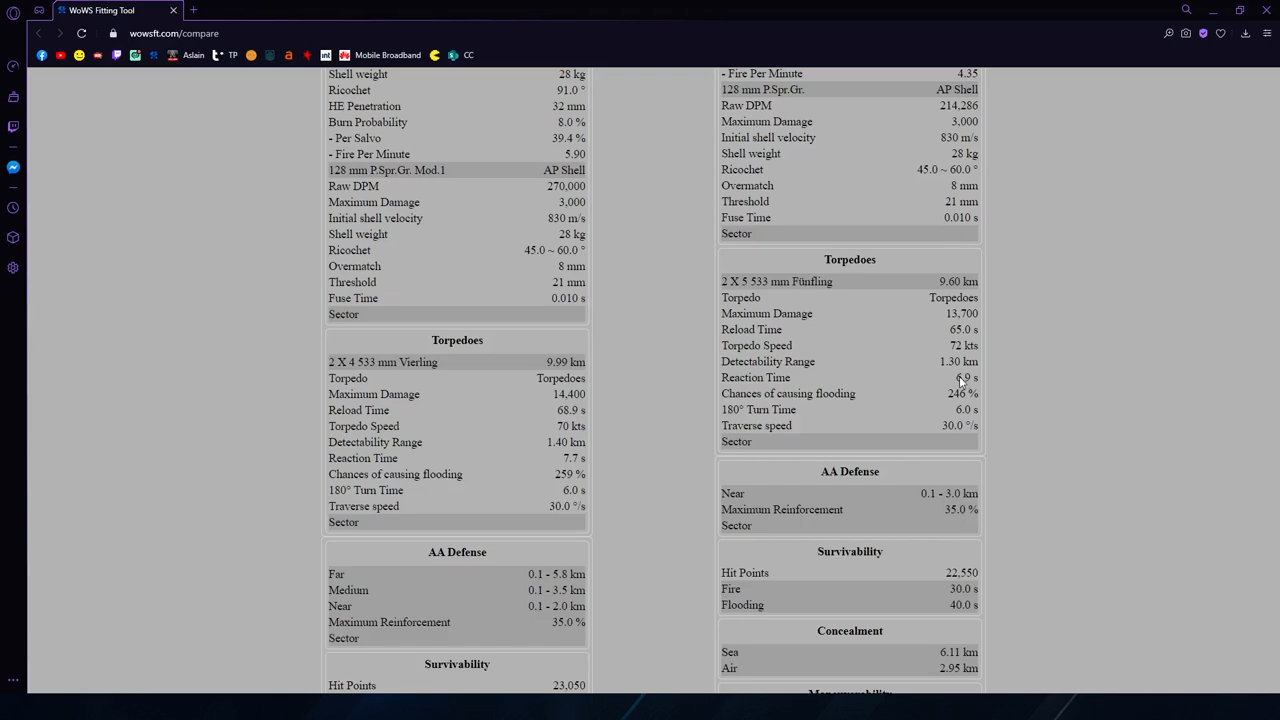 WoWS Fitting Tool
wowsft.com/compare
Aslain
TP
int
Mobile Broadband
CC
Shell weight 28 kg
Ricochet 91.0 °
HE Penetration 32 mm
Burn Probability 8.0 %
- Per Salvo 39.4 %
- Fire Per Minute 5.90
128 mm P.Spr.Gr. Mod.1 AP Shell
Raw DPM 270,000
Maximum Damage 3,000
Initial shell velocity 830 m/s
Shell weight 28 kg
Ricochet 45.0 ~ 60.0 °
Overmatch 8 mm
Threshold 21 mm
Fuse Time 0.010 s
Sector
Torpedoes
2 X 4 533 mm Vierling 9.99 km
Torpedo Torpedoes
Maximum Damage 14,400
Reload Time 68.9 s
Torpedo Speed 70 kts
Detectability Range 1.40 km
Reaction Time 7.7 s
Chances of causing flooding 259 %
180° Turn Time 6.0 s
Traverse speed 30.0 °/s
Sector
AA Defense
Far 0.1 - 5.8 km
Medium 0.1 - 3.5 km
Near 0.1 - 2.0 km
Maximum Reinforcement 35.0 %
Sector
Survivability
Hit Points 23,050
- Fire Per Minute 4.35
128 mm P.Spr.Gr. AP Shell
Raw DPM 214,286
Maximum Damage 3,000
Initial shell velocity 830 m/s
Shell weight 28 kg
Ricochet 45.0 ~ 60.0 °
Overmatch 8 mm
Threshold 21 mm
Fuse Time 0.010 s
Sector
Torpedoes
2 X 5 533 mm Fünfling 9.60 km
Torpedo Torpedoes
Maximum Damage 13,700
Reload Time 65.0 s
Torpedo Speed 72 kts
Detectability Range 1.30 km
Reaction Time 6.9 s
Chances of causing flooding 246 %
180° Turn Time 6.0 s
Traverse speed 30.0 °/s
Sector
AA Defense
Near 0.1 - 3.0 km
Maximum Reinforcement 35.0 %
Sector
Survivability
Hit Points 22,550
Fire 30.0 s
Flooding 40.0 s
Concealment
Sea 6.11 km
Air 2.95 km
Maneuverability